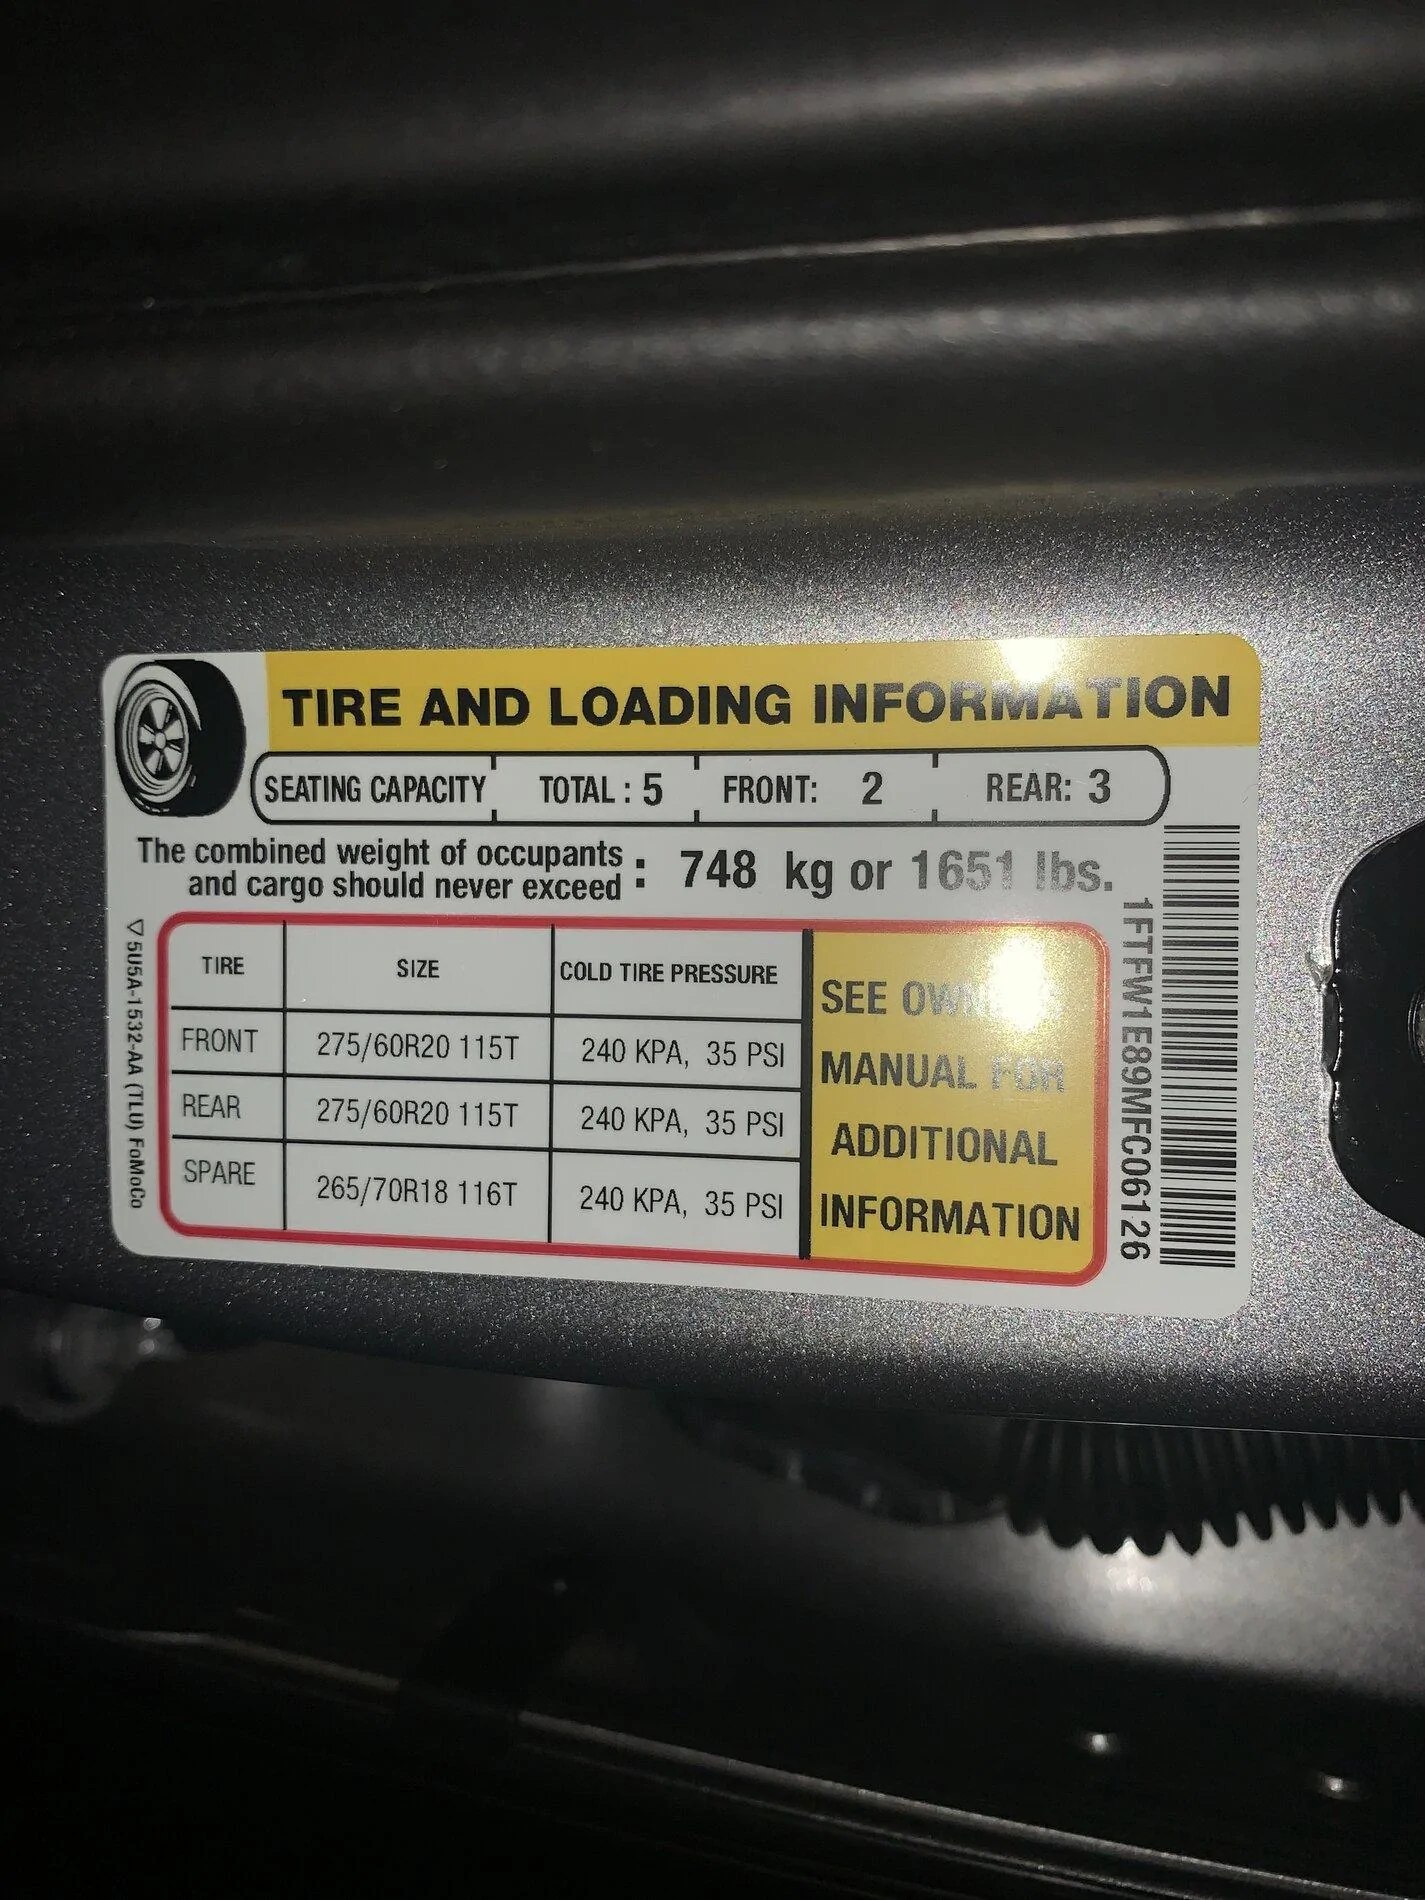 TIRE AND LOADING INFORMATION
SEATING CAPACITY TOTAL : 5 FRONT: 2 REAR: 3
The combined weight of occupants
and cargo should never exceed : 748 kg or 1651 lbs.
TIRE SIZE COLD TIRE PRESSURE
FRONT 275/60R20 115T 240 KPA, 35 PSI
REAR 275/60R20 115T 240 KPA, 35 PSI
SPARE 265/70R18 116T 240 KPA, 35 PSI
SEE
MANUAL FOR
ADDITIONAL
INFORMATION
1FTFW1E89MFC06126
5U5A-1532-AA (TLU) FoMoCo